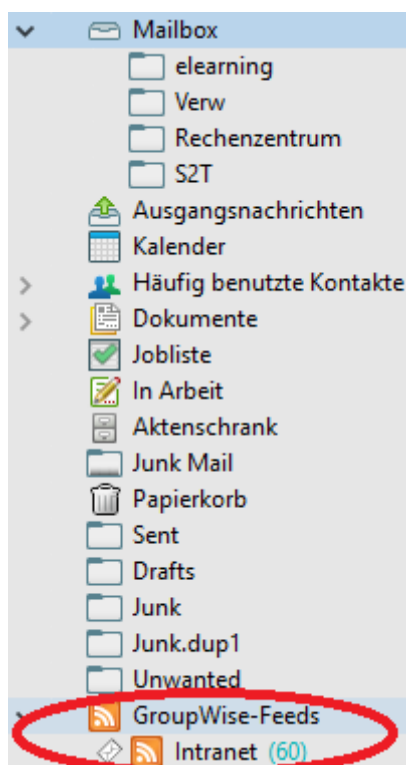 Mailbox
elearning
Verw
Rechenzentrum
S2T
Ausgangsnachrichten
Kalender
Häufig benutzte Kontakte
Dokumente
Jobliste
In Arbeit
Aktenschrank
Junk Mail
Papierkorb
Sent
Drafts
Junk
Junk.dup1
Unwanted
GroupWise-Feeds
Intranet (60)